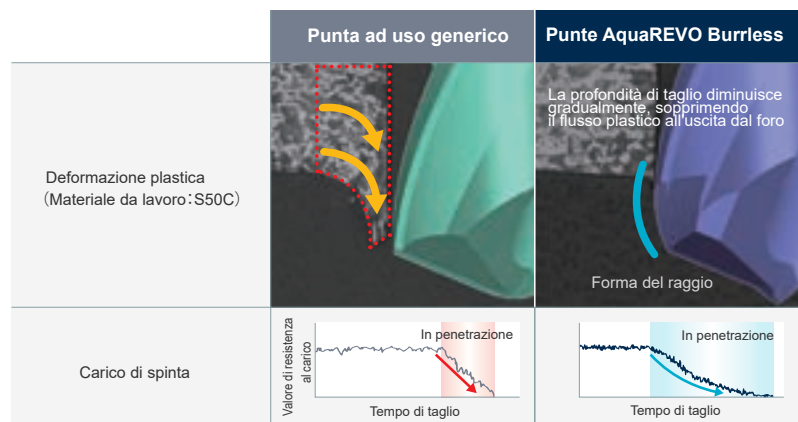 Punta ad uso generico
Punte AquaREVO Burrless
Deformazione plastica
（Materiale da lavoro：S50C）
La profondità di taglio diminuisce
gradualmente, sopprimendo
il flusso plastico all'uscita dal foro
Forma del raggio
Carico di spinta
Valore di resistenza
al carico
In penetrazione
Tempo di taglio
In penetrazione
Tempo di taglio